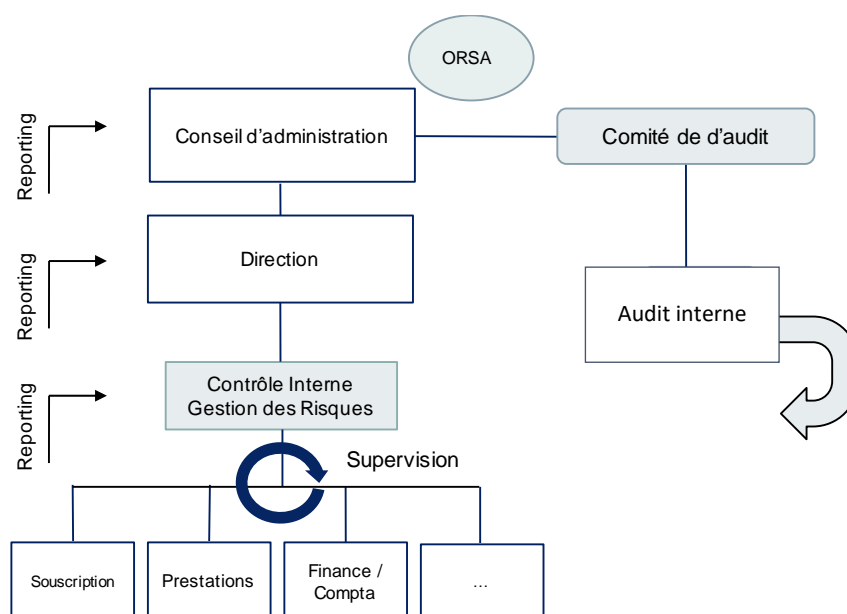 ORSA
Reporting
Conseil d'administration
Comité de d'audit
Reporting
Direction
Audit interne
Reporting
Contrôle Interne
Gestion des Risques
Supervision
Souscription
Prestations
Finance /
Compta
...